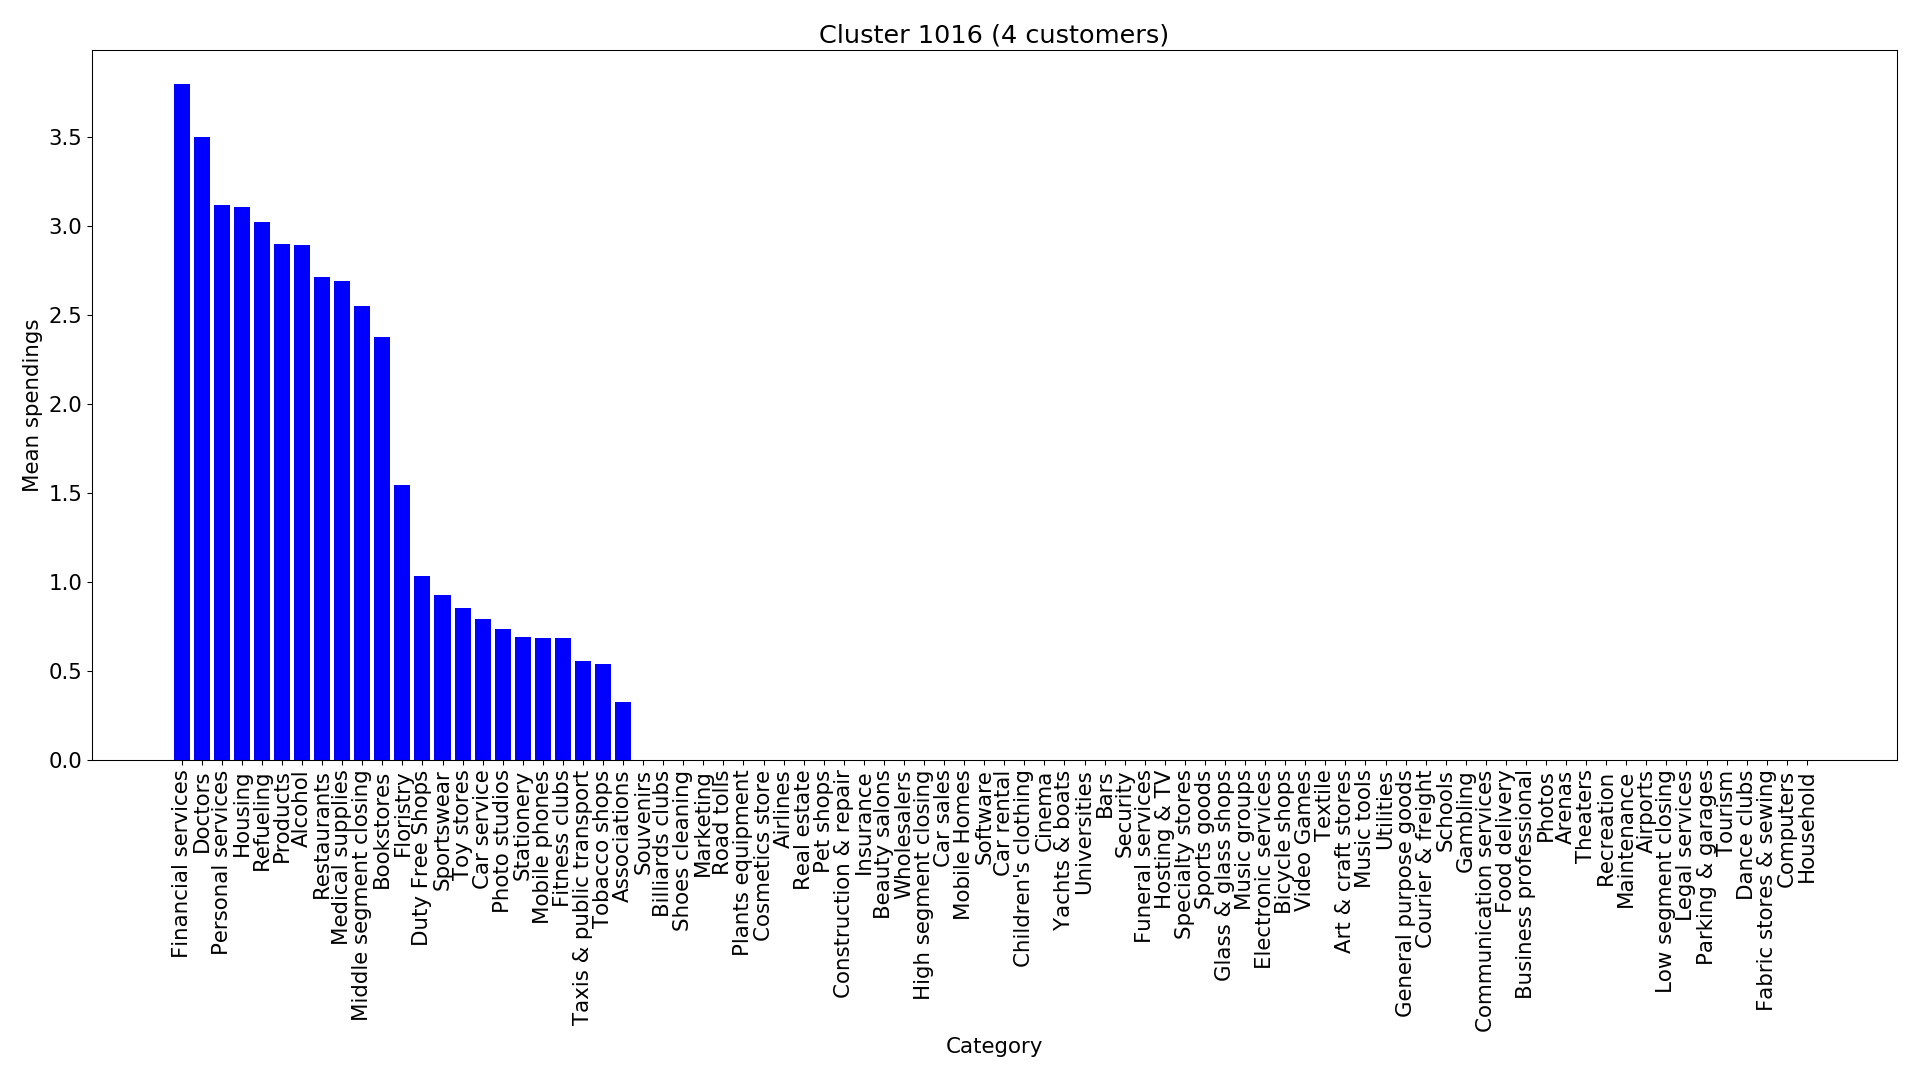 Cluster 1016 (4 customers)
Mean spendings
3.5
3.0
2.5
2.0
1.5
1.0
0.5
0.0
Financial services
Doctors
Personal services
Housing
Refueling
Products
Alcohol
Restaurants
Medical supplies
Middle segment closing
Bookstores
Floristry
Duty Free Shops
Sportswear
Toy stores
Car service
Photo studios
Stationery
Mobile phones
Fitness clubs
Taxis & public transport
Tobacco shops
Associations
Souvenirs
Billiards clubs
Shoes cleaning
Marketing
Road tolls
Plants equipment
Cosmetics store
Airlines
Real estate
Pet shops
Construction & repair
Insurance
Beauty salons
Wholesalers
High segment closing
Car sales
Mobile Homes
Software
Car rental
Children's clothing
Cinema
Yachts & boats
Universities
Bars
Security
Funeral services
Hosting & TV
Specialty stores
Sports goods
Glass & glass shops
Music groups
Electronic services
Bicycle shops
Video Games
Textile
Art & craft stores
Music tools
Utilities
General purpose goods
Courier & freight
Schools
Gambling
Communication services
Food delivery
Business professional
Photos
Arenas
Theaters
Recreation
Maintenance
Airports
Low segment closing
Legal services
Parking & garages
Tourism
Dance clubs
Fabric stores & sewing
Computers
Household
Category